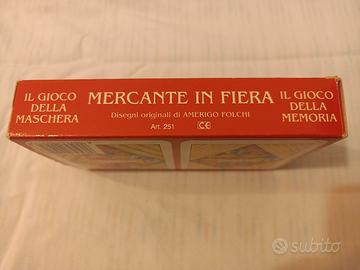 IL GIOCO
DELLA
MASCHERA
MERCANTE IN FIERA
Disegni originali di AMERIGO FOLCHI
Art. 251 CE
IL GIOCO
DELLA
MEMORIA
subito